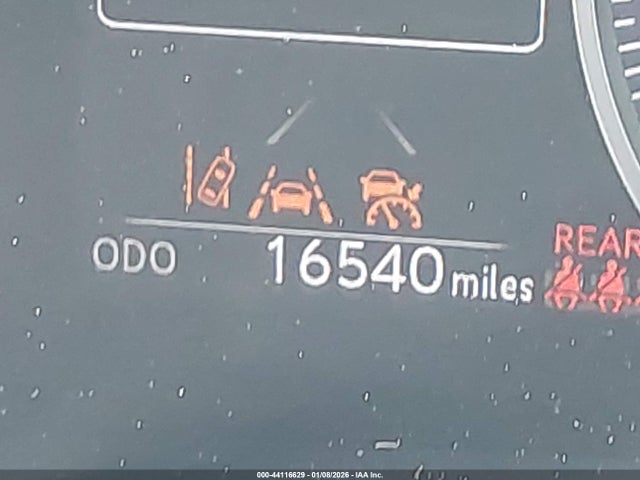 REAR
ODO 16540 miles
000-44116629 - 01/08/2026 - IAA Inc.